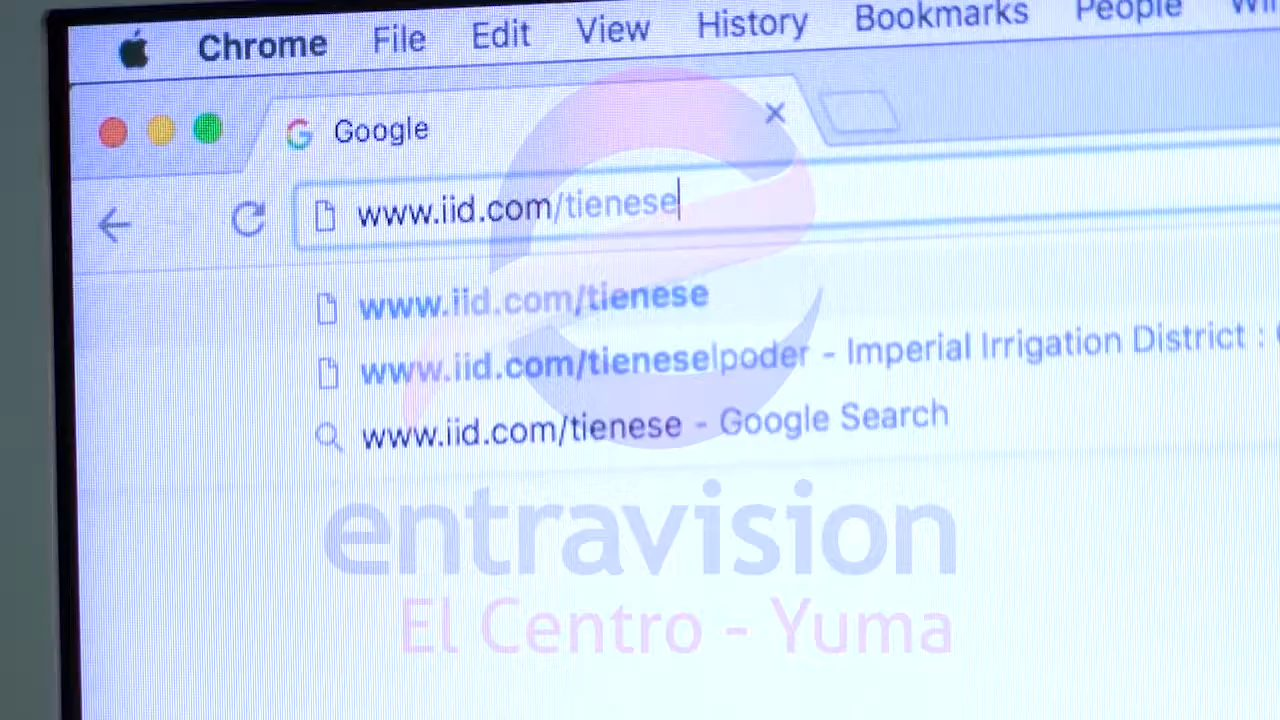 Chrome File Edit View History Bookmarks People
Google
www.iid.com/tienese
www.iid.com/tienese
www.iid.com/tieneselpoder - Imperial Irrigation District :
www.iid.com/tienese - Google Search
entravision
El Centro - Yuma